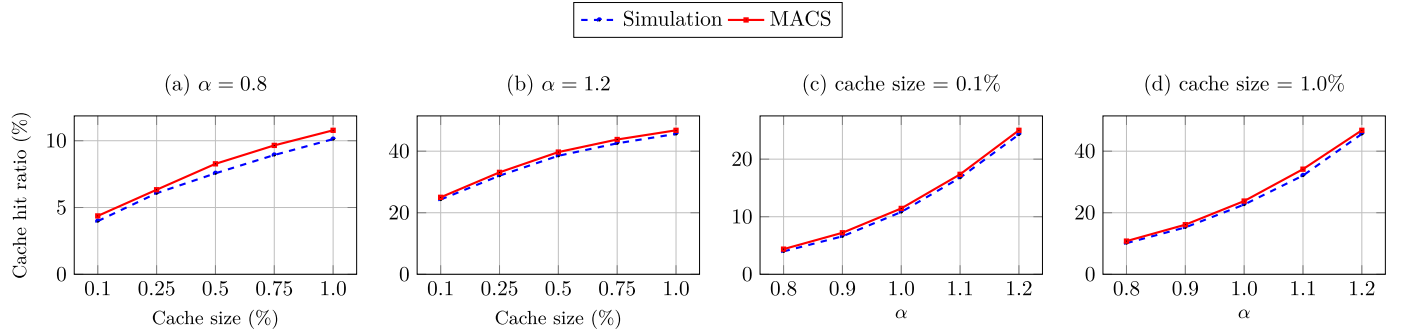 Simulation MACS
(a) α = 0.8
Cache hit ratio (%)
10
5
0
0.1 0.25 0.5 0.75 1.0
Cache size (%)
(b) α = 1.2
40
20
0
0.1 0.25 0.5 0.75 1.0
Cache size (%)
(c) cache size = 0.1%
20
10
0
0.8 0.9 1.0 1.1 1.2
α
(d) cache size = 1.0%
40
20
0
0.8 0.9 1.0 1.1 1.2
α